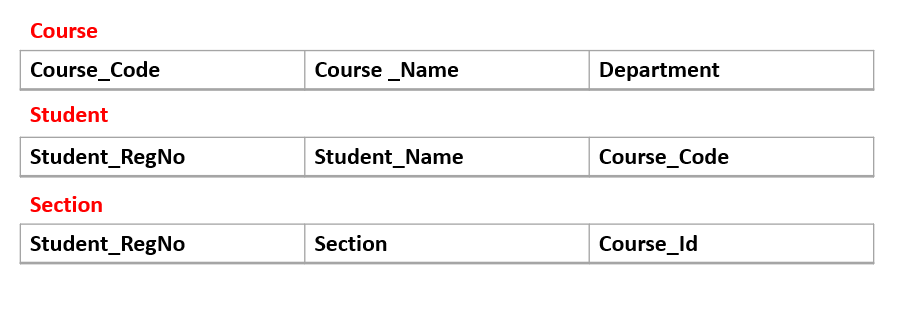 Course
Course_Code Course _Name Department
Student
Student_RegNo Student_Name Course_Code
Section
Student_RegNo Section Course_Id